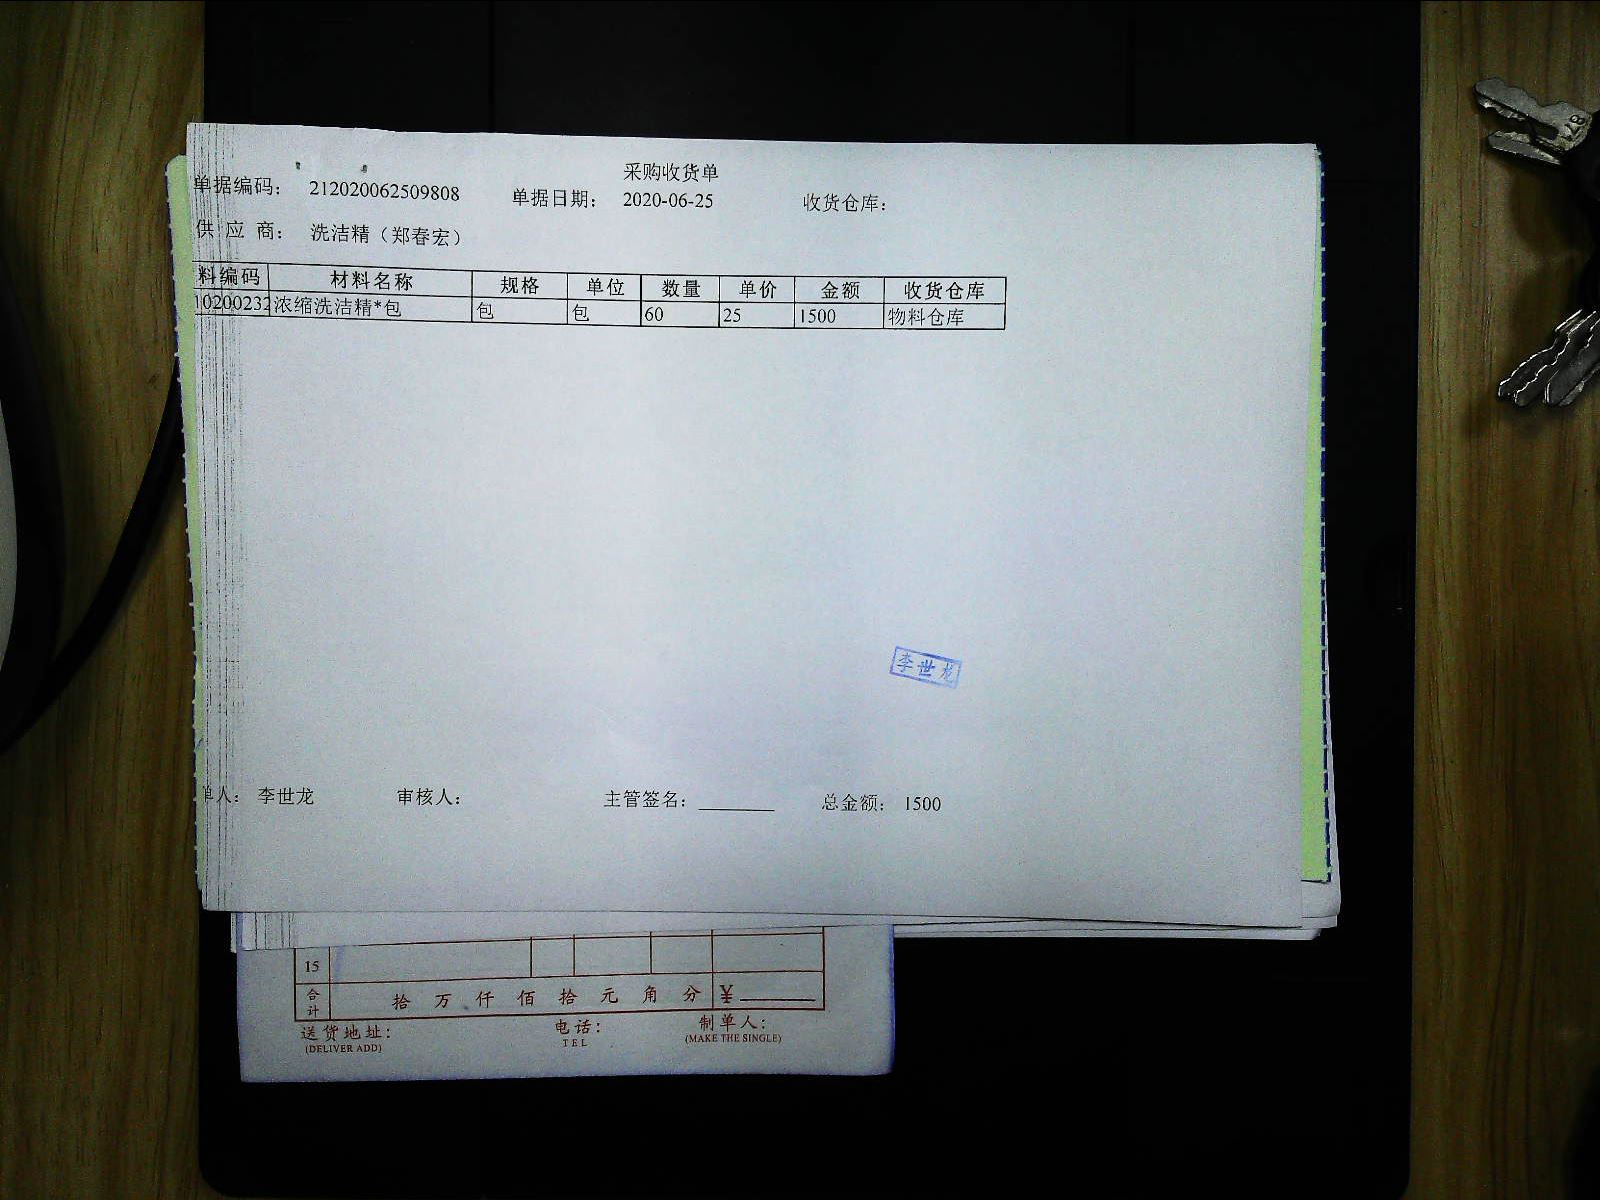 采购收货单
单据编码： 212020062509808 单据日期： 2020-06-25 收货仓库：
供 应 商： 洗洁精（郑春宏）
料编码 材料名称 规格 单位 数量 单价 金额 收货仓库
10200232 浓缩洗洁精*包 包 包 60 25 1500 物料仓库
李世龙
单人： 李世龙 审核人： 主管签名： 总金额： 1500
15
合计 拾 万 仟 佰 拾 元 角 分 ¥
送货地址： 电话： 制单人：
(DELIVER ADD) TEL (MAKE THE SINGLE)